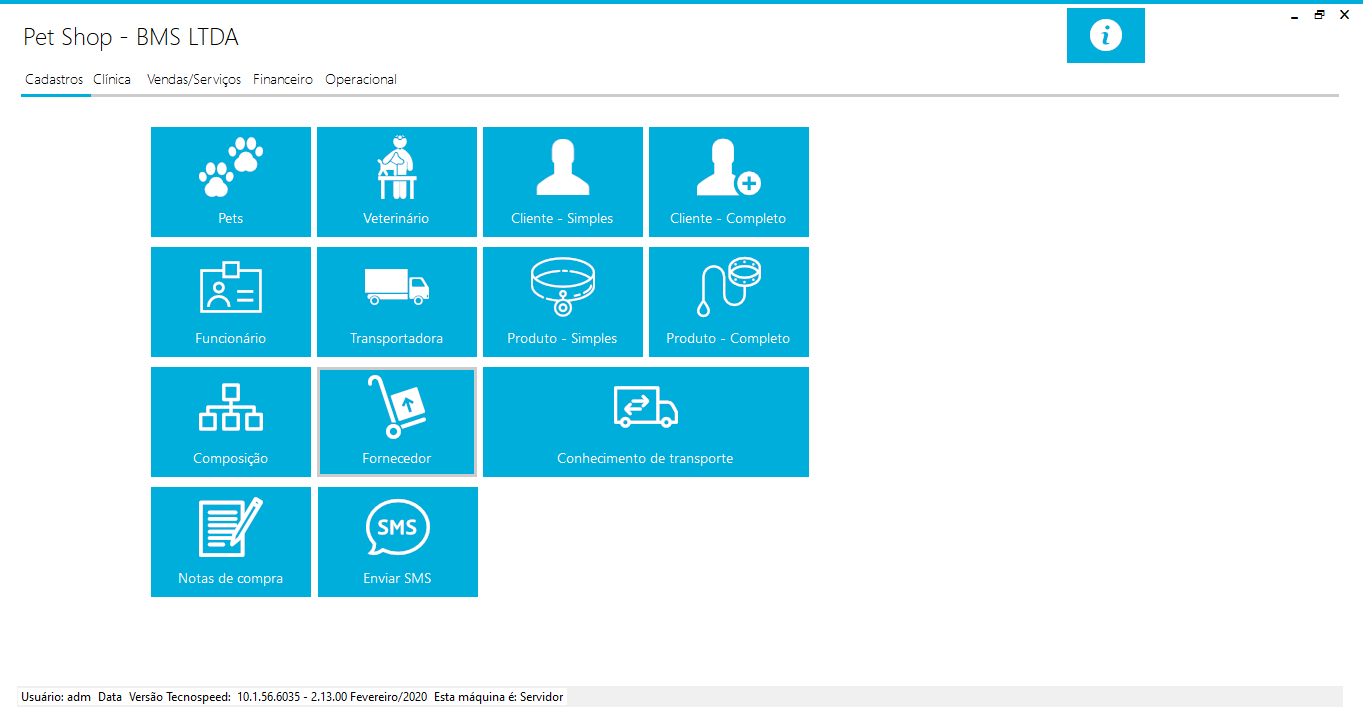 Pet Shop - BMS LTDA
i
Cadastros Clínica Vendas/Serviços Financeiro Operacional
Pets Veterinário Cliente - Simples Cliente - Completo
Funcionário Transportadora Produto - Simples Produto - Completo
Composição Fornecedor Conhecimento de transporte
SMS
Notas de compra Enviar SMS
Usuário: adm Data Versão Tecnospeed: 10.1.56.6035 - 2.13.00 Fevereiro/2020 Esta máquina é: Servidor